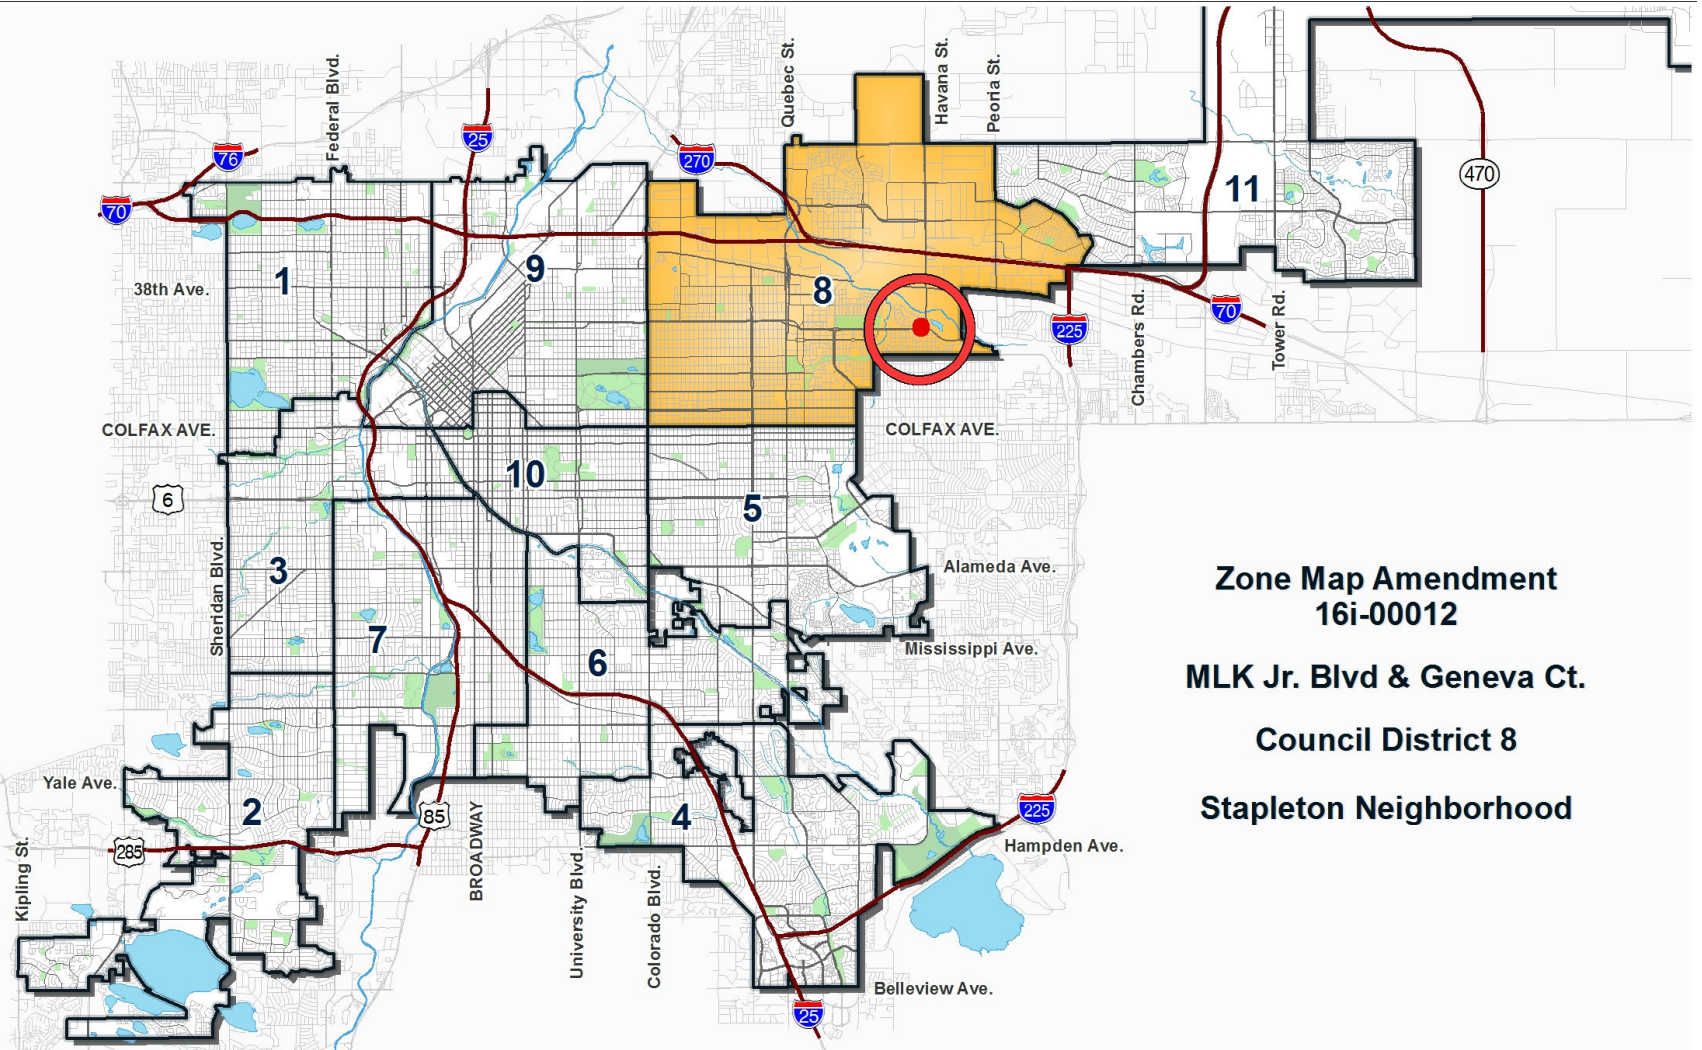 Federal Blvd.
Quebec St.
Havana St.
Peoria St.
76
25
270
70
470
11
1
9
8
38th Ave.
225
70
Chambers Rd.
Tower Rd.
COLFAX AVE.
COLFAX AVE.
6
10
5
3
Sheridan Blvd.
Alameda Ave.
Mississippi Ave.
7
6
Zone Map Amendment
16i-00012
MLK Jr. Blvd & Geneva Ct.
Council District 8
Stapleton Neighborhood
Yale Ave.
2
85
4
225
285
Hampden Ave.
Kipling St.
BROADWAY
University Blvd.
Colorado Blvd.
Belleview Ave.
25